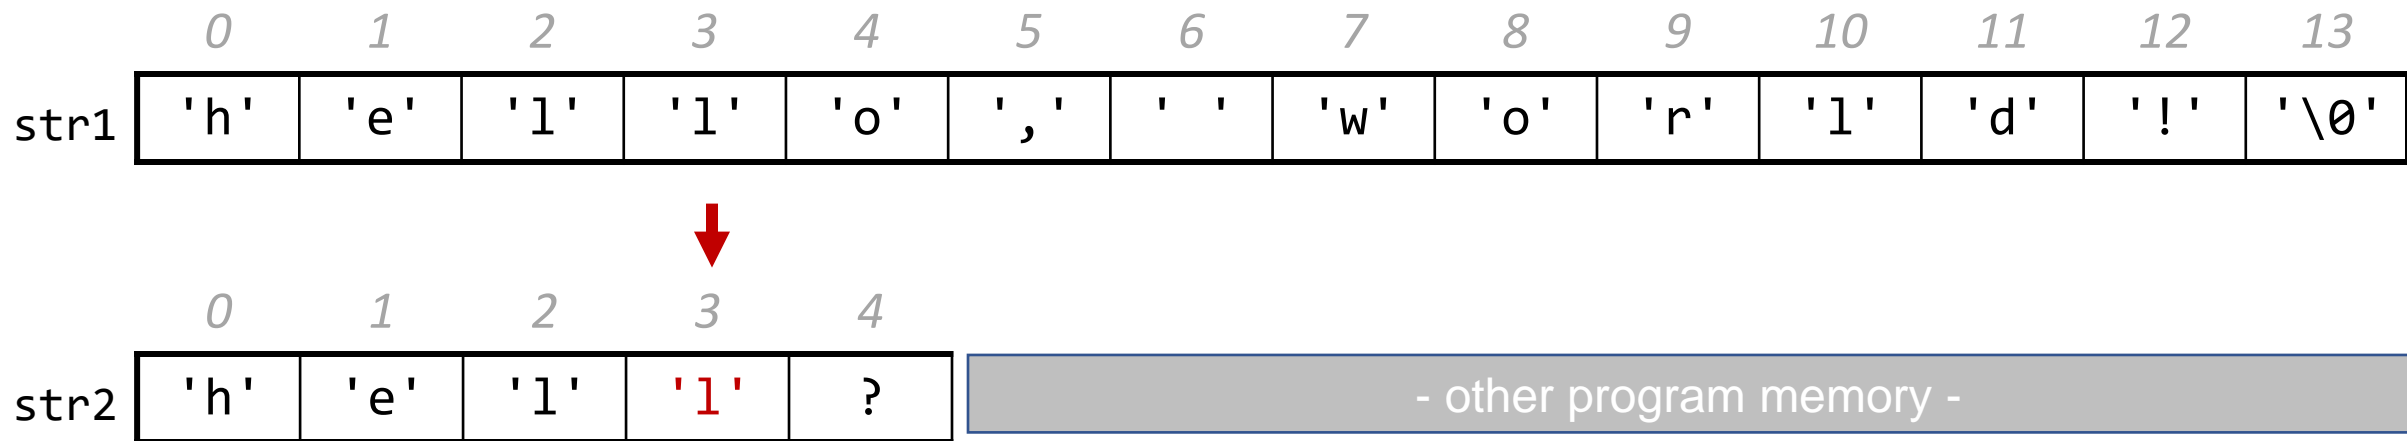 0 1 2 3 4 5 6 7 8 9 10 11 12 13
str1 'h' 'e' 'l' 'l' 'o' ',' ' ' 'w' 'o' 'r' 'l' 'd' '!' '\0'
0 1 2 3 4
str2 'h' 'e' 'l' 'l' ? - other program memory -